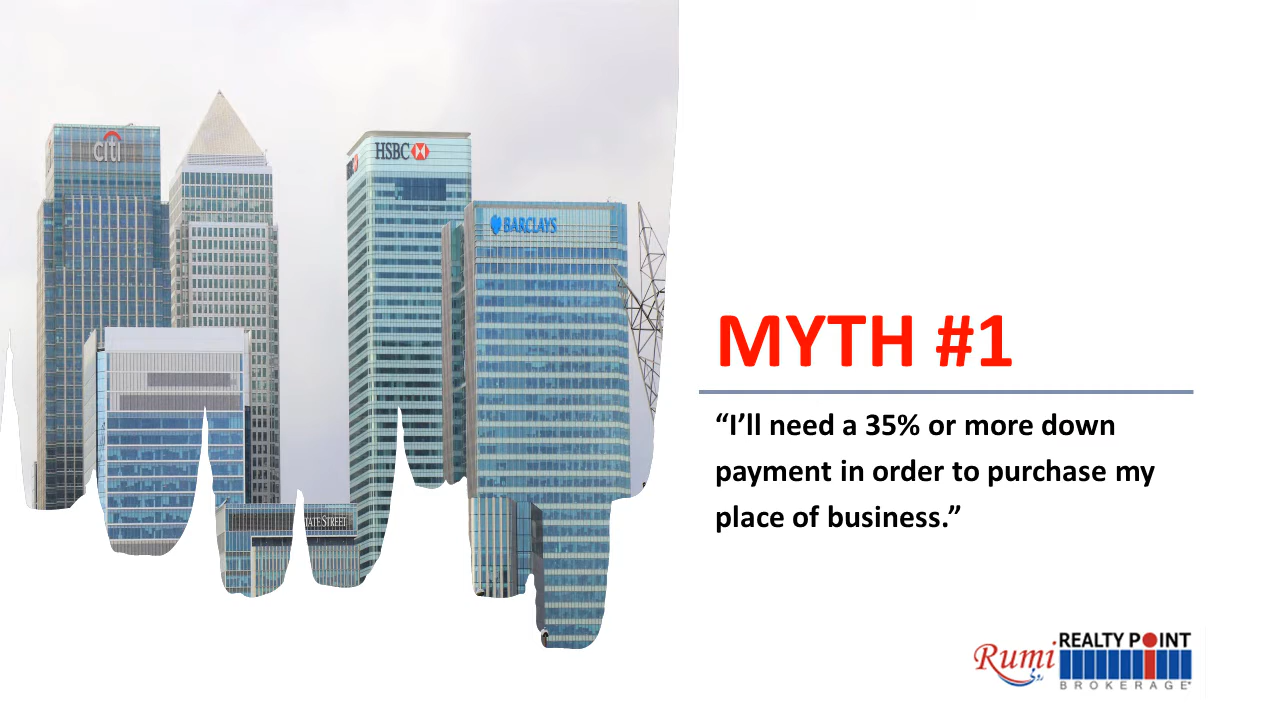 citi
HSBC
BARCLAYS
TATE STREET
MYTH #1
“I’ll need a 35% or more down
payment in order to purchase my
place of business.”
Rumi
REALTY POINT
BROKERAGE